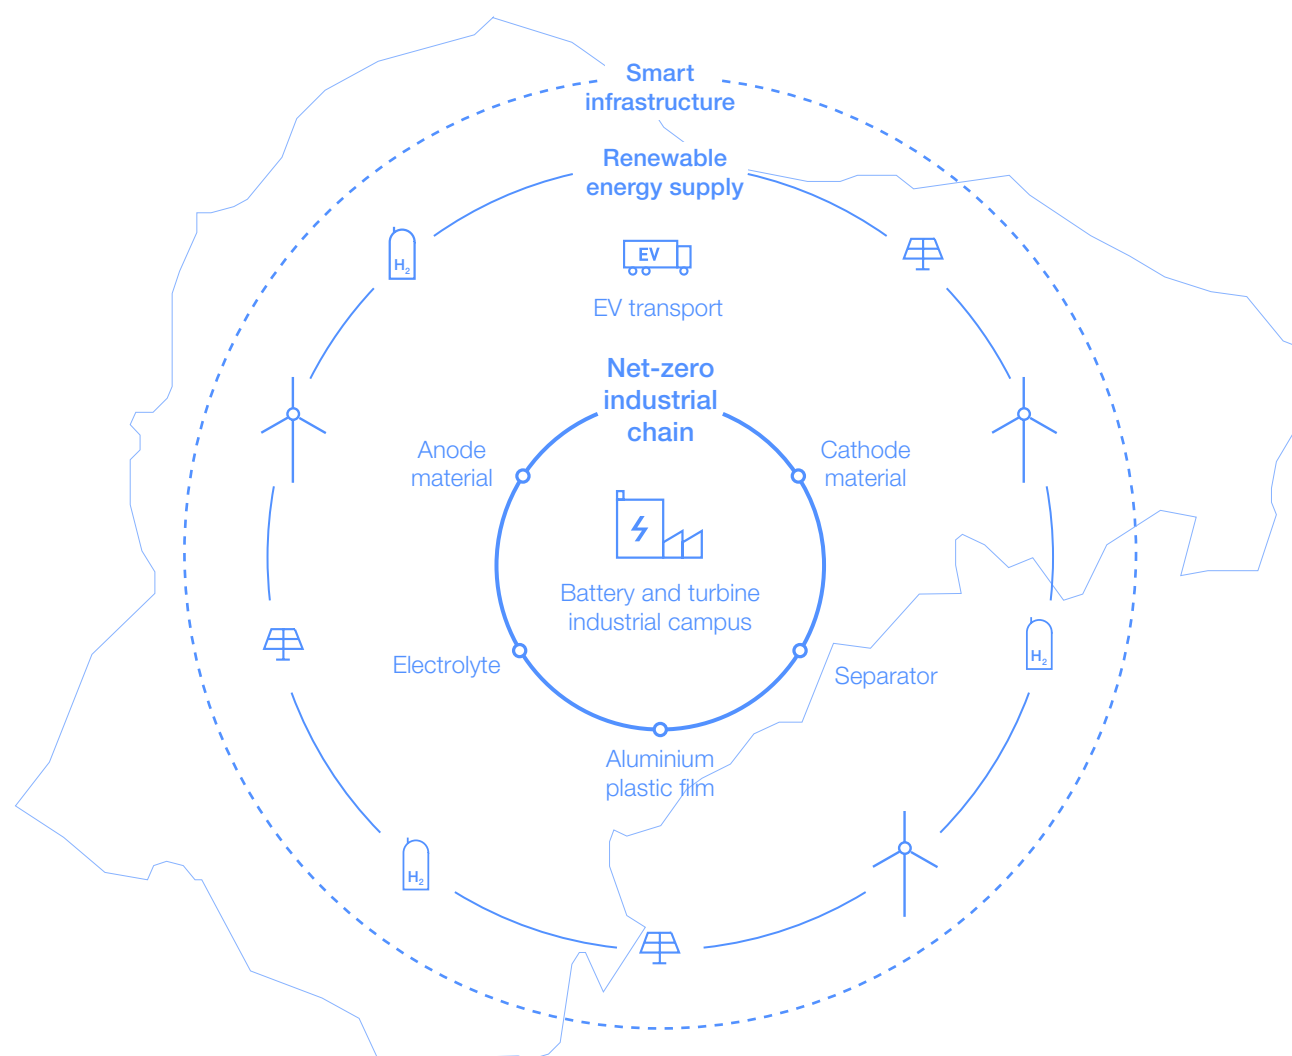 Smart
infrastructure
Renewable
energy supply
H₂
EV
EV transport
Net-zero
industrial
chain
Anode
material
Cathode
material
Battery and turbine
industrial campus
Electrolyte
H₂
Separator
Aluminium
plastic film
H₂